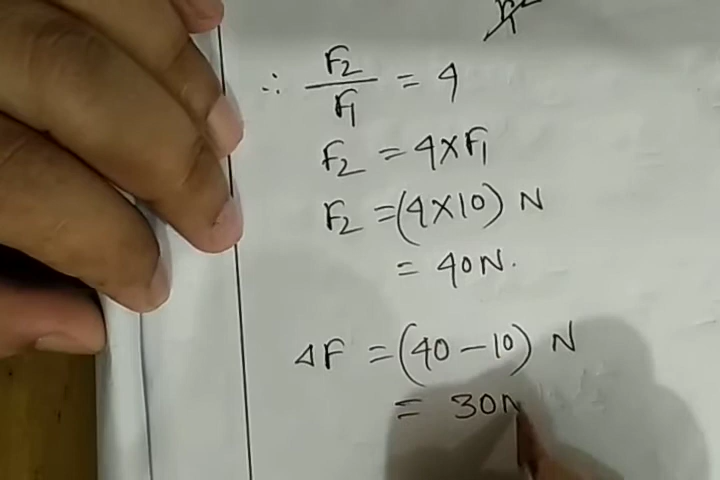 ∴ F2/F1 = 4
F2 = 4×F1
F2 = (4×10) N
= 40N.
ΔF = (40-10) N
= 30N